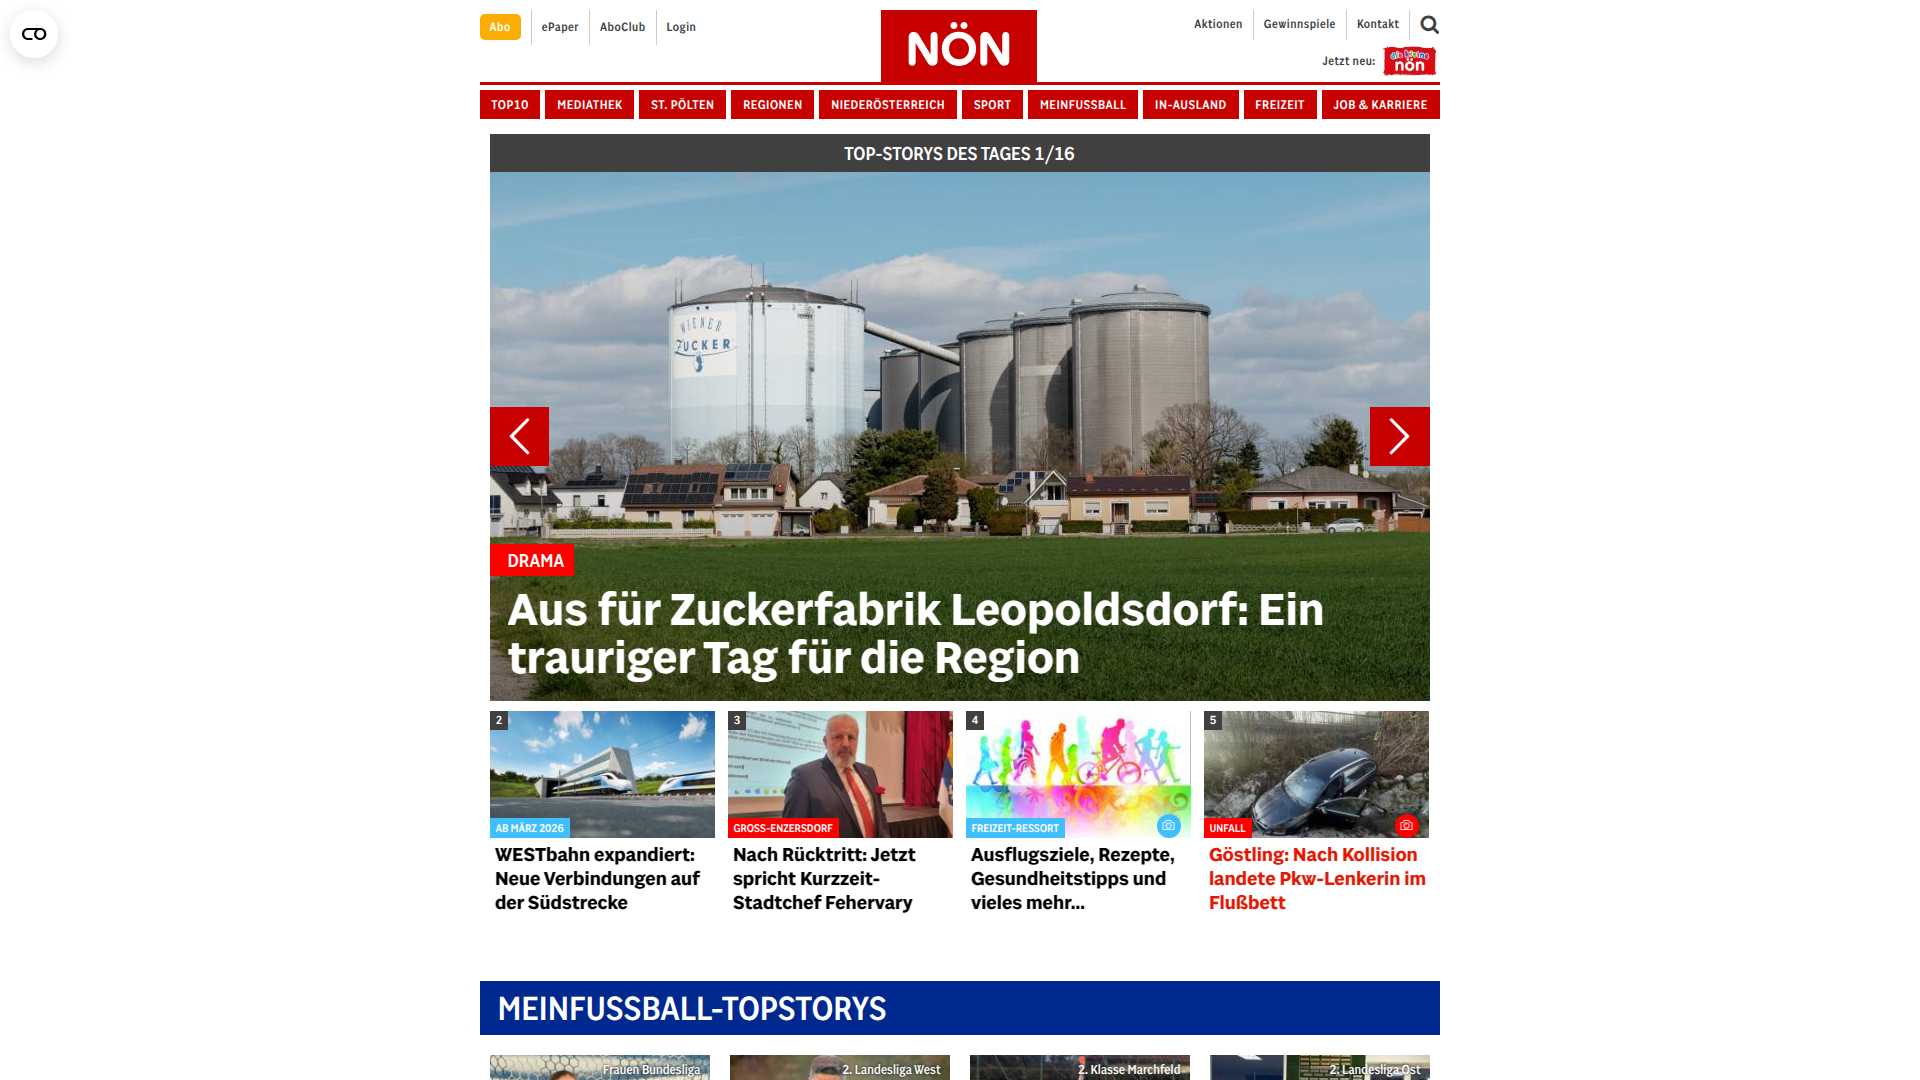 Abo
ePaper
AboClub
Login
NÖN
Aktionen
Gewinnspiele
Kontakt
Jetzt neu:
die kleine
nön
TOP10
MEDIATHEK
ST. PÖLTEN
REGIONEN
NIEDERÖSTERREICH
SPORT
MEINFUSSBALL
IN-AUSLAND
FREIZEIT
JOB & KARRIERE
TOP-STORYS DES TAGES 1/16
WIENER
ZUCKER
DRAMA
Aus für Zuckerfabrik Leopoldsdorf: Ein
trauriger Tag für die Region
2
AB MÄRZ 2026
WESTbahn expandiert:
Neue Verbindungen auf
der Südstrecke
3
GROSS-ENZERSDORF
Nach Rücktritt: Jetzt
spricht Kurzzeit-
Stadtchef Fehervary
4
FREIZEIT-RESSORT
Ausflugsziele, Rezepte,
Gesundheitstipps und
vieles mehr...
5
UNFALL
Göstling: Nach Kollision
landete Pkw-Lenkerin im
Flußbett
MEINFUSSBALL-TOPSTORYS
Frauen Bundesliga
2. Landesliga West
2. Klasse Marchfeld
2. Landesliga Ost